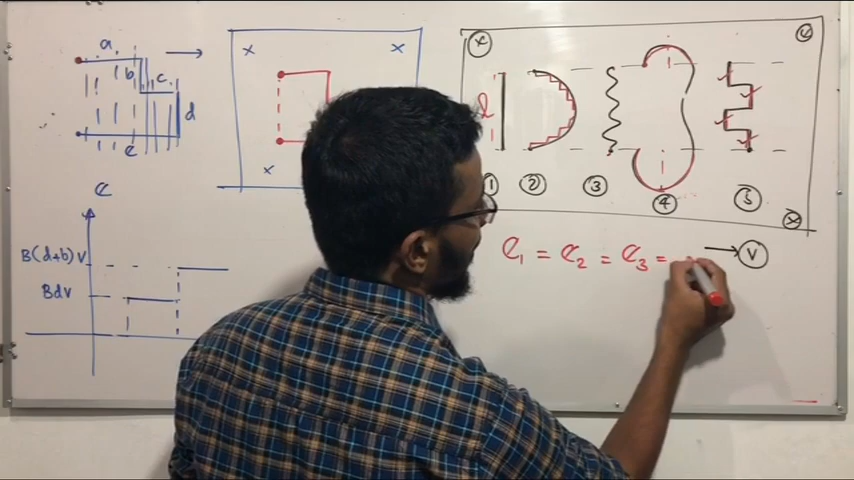 a
b
c
d
e
e
B(d+b)V
Bdv
x x
x
x x
l
1 2 3 4 5
x
e₁ = e₂ = e₃ =
v